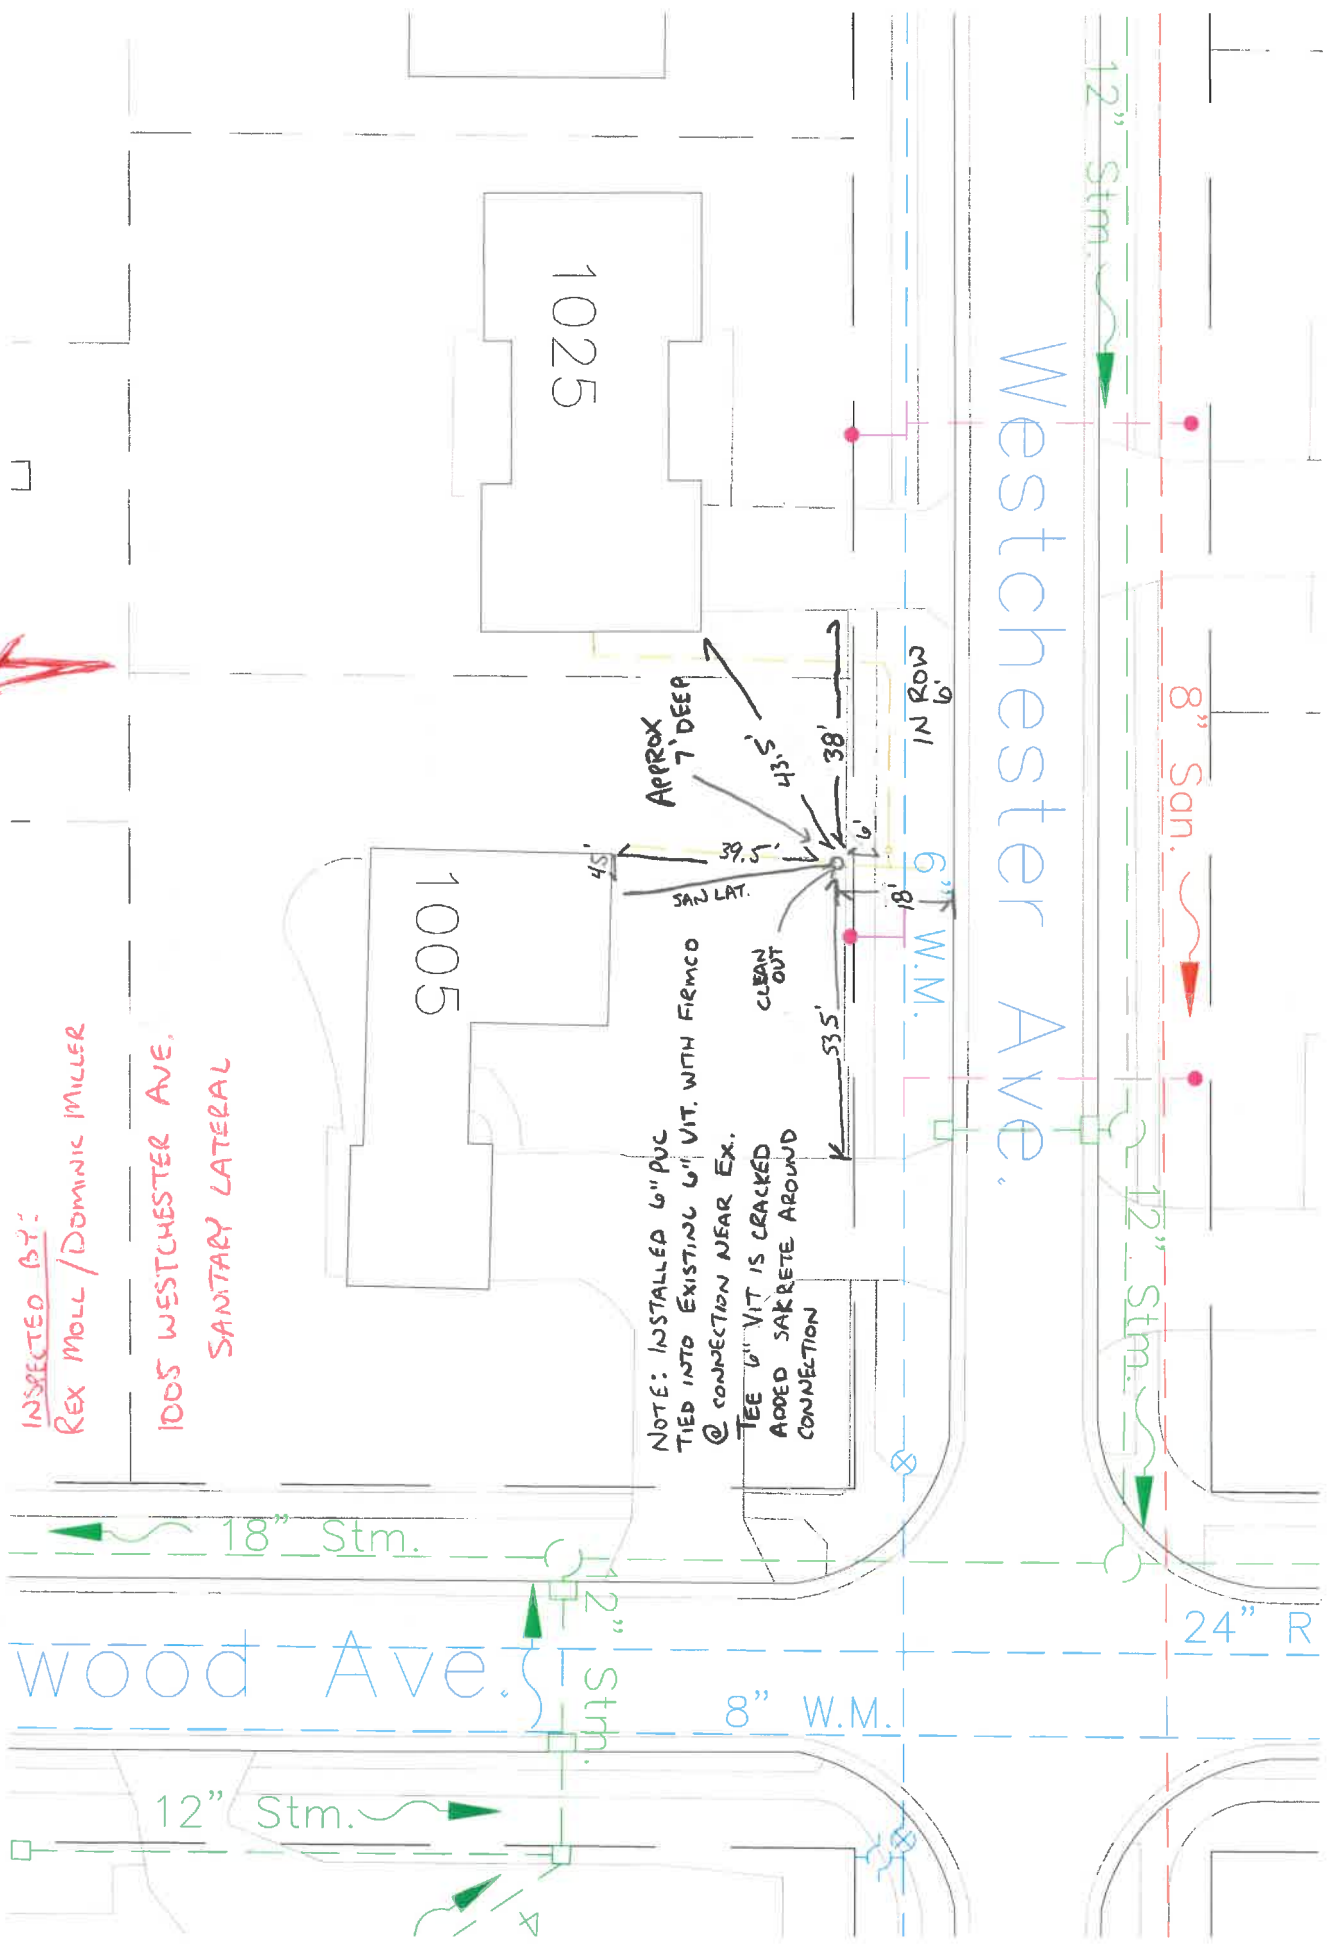 12" Stm.
8" San.
Westchester Ave.
12" Stm.
6" W.M.
1025
1005
IN ROW
6'
38'
43.5'
APPROX
7' DEEP
6'
39.5'
4.5'
SAN LAT.
18'
CLEAN
OUT
53.5'
NOTE: INSTALLED 6" PVC
TIED INTO EXISTING 6" VIT. WITH FIRMCO
@ CONNECTION NEAR EX.
TEE 6" VIT IS CRACKED
ADDED SAKRETE AROUND
CONNECTION
INSPECTED BY:
REX MOLL / DOMINIC MILLER
1005 WESTCHESTER AVE.
SANITARY LATERAL
18" Stm.
12" Stm.
24" R
wood Ave.
8" W.M.
12" Stm.